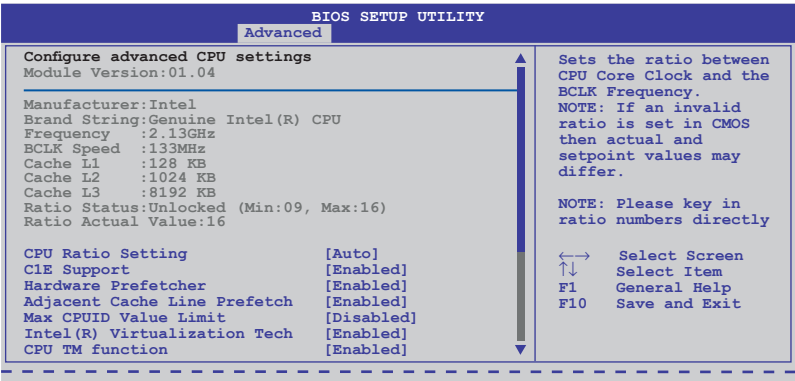 BIOS SETUP UTILITY
Advanced
Configure advanced CPU settings
Module Version:01.04
Manufacturer:Intel
Brand String:Genuine Intel(R) CPU
Frequency :2.13GHz
BCLK Speed :133MHz
Cache L1 :128 KB
Cache L2 :1024 KB
Cache L3 :8192 KB
Ratio Status:Unlocked (Min:09, Max:16)
Ratio Actual Value:16
CPU Ratio Setting [Auto]
C1E Support [Enabled]
Hardware Prefetcher [Enabled]
Adjacent Cache Line Prefetch [Enabled]
Max CPUID Value Limit [Disabled]
Intel(R) Virtualization Tech [Enabled]
CPU TM function [Enabled]
Sets the ratio between
CPU Core Clock and the
BCLK Frequency.
NOTE: If an invalid
ratio is set in CMOS
then actual and
setpoint values may
differ.
NOTE: Please key in
ratio numbers directly
←→ Select Screen
↑↓ Select Item
F1 General Help
F10 Save and Exit